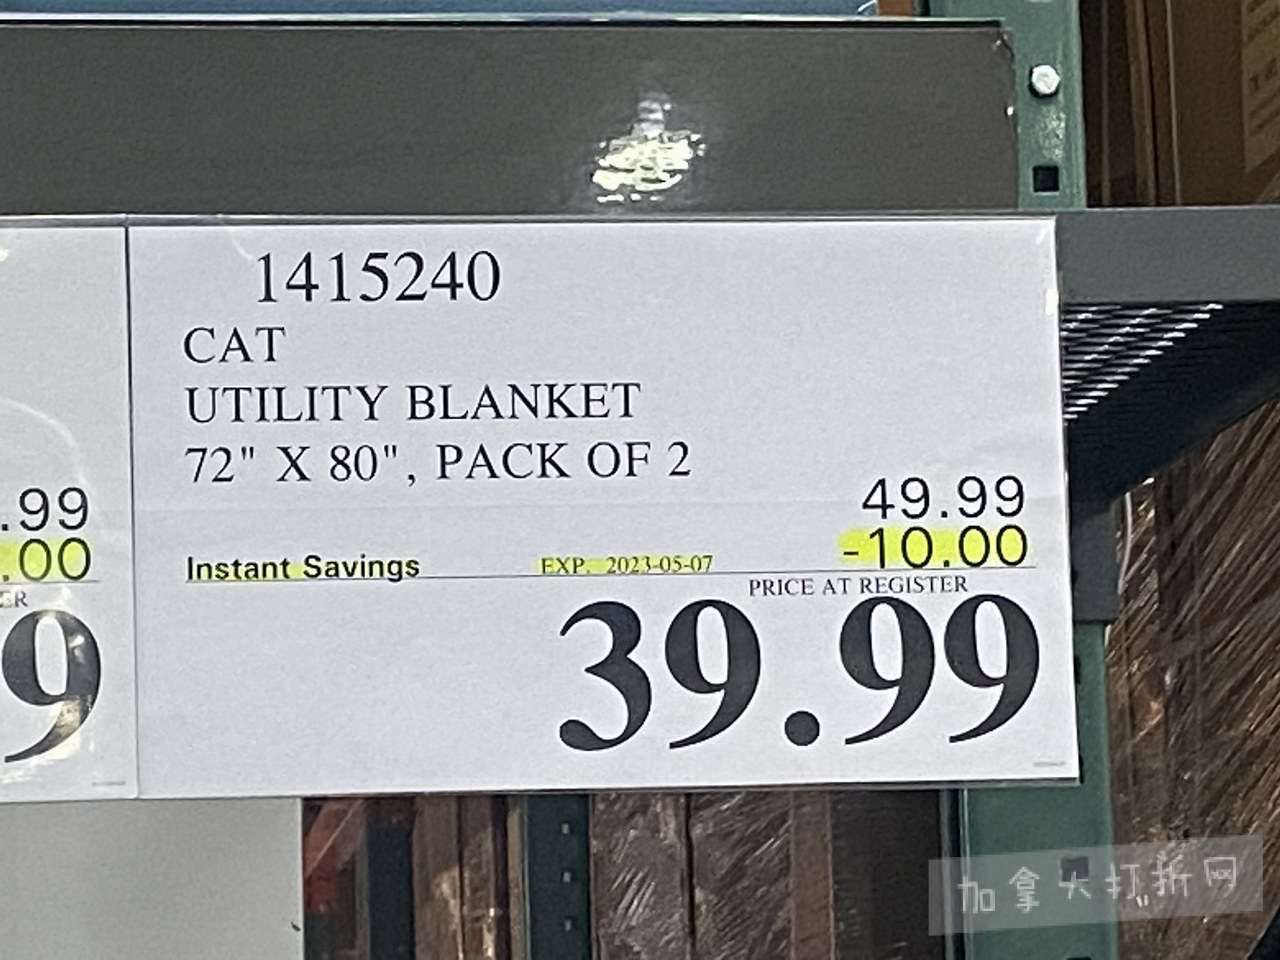 1415240
CAT
UTILITY BLANKET
72" X 80", PACK OF 2
.99
49.99
.00
Instant Savings EXP. 2023-05-07 -10.00
ER
PRICE AT REGISTER
9
39.99
加拿大打折网